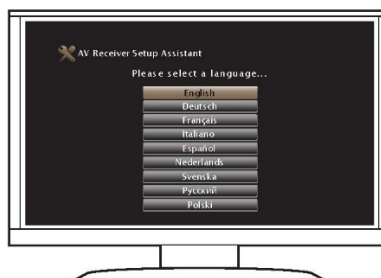 AV Receiver Setup Assistant
Please select a language...
English
Deutsch
Français
Italiano
Español
Nederlands
Svenska
Русский
Polski